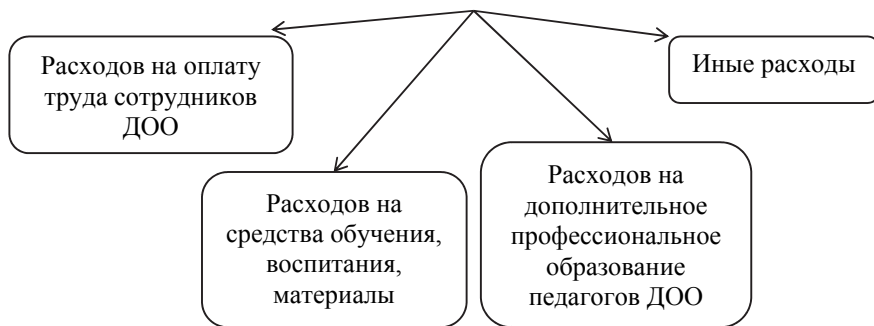 Расходов на оплату
труда сотрудников
ДОО
Расходов на
средства обучения,
воспитания,
материалы
Расходов на
дополнительное
профессиональное
образование
педагогов ДОО
Иные расходы